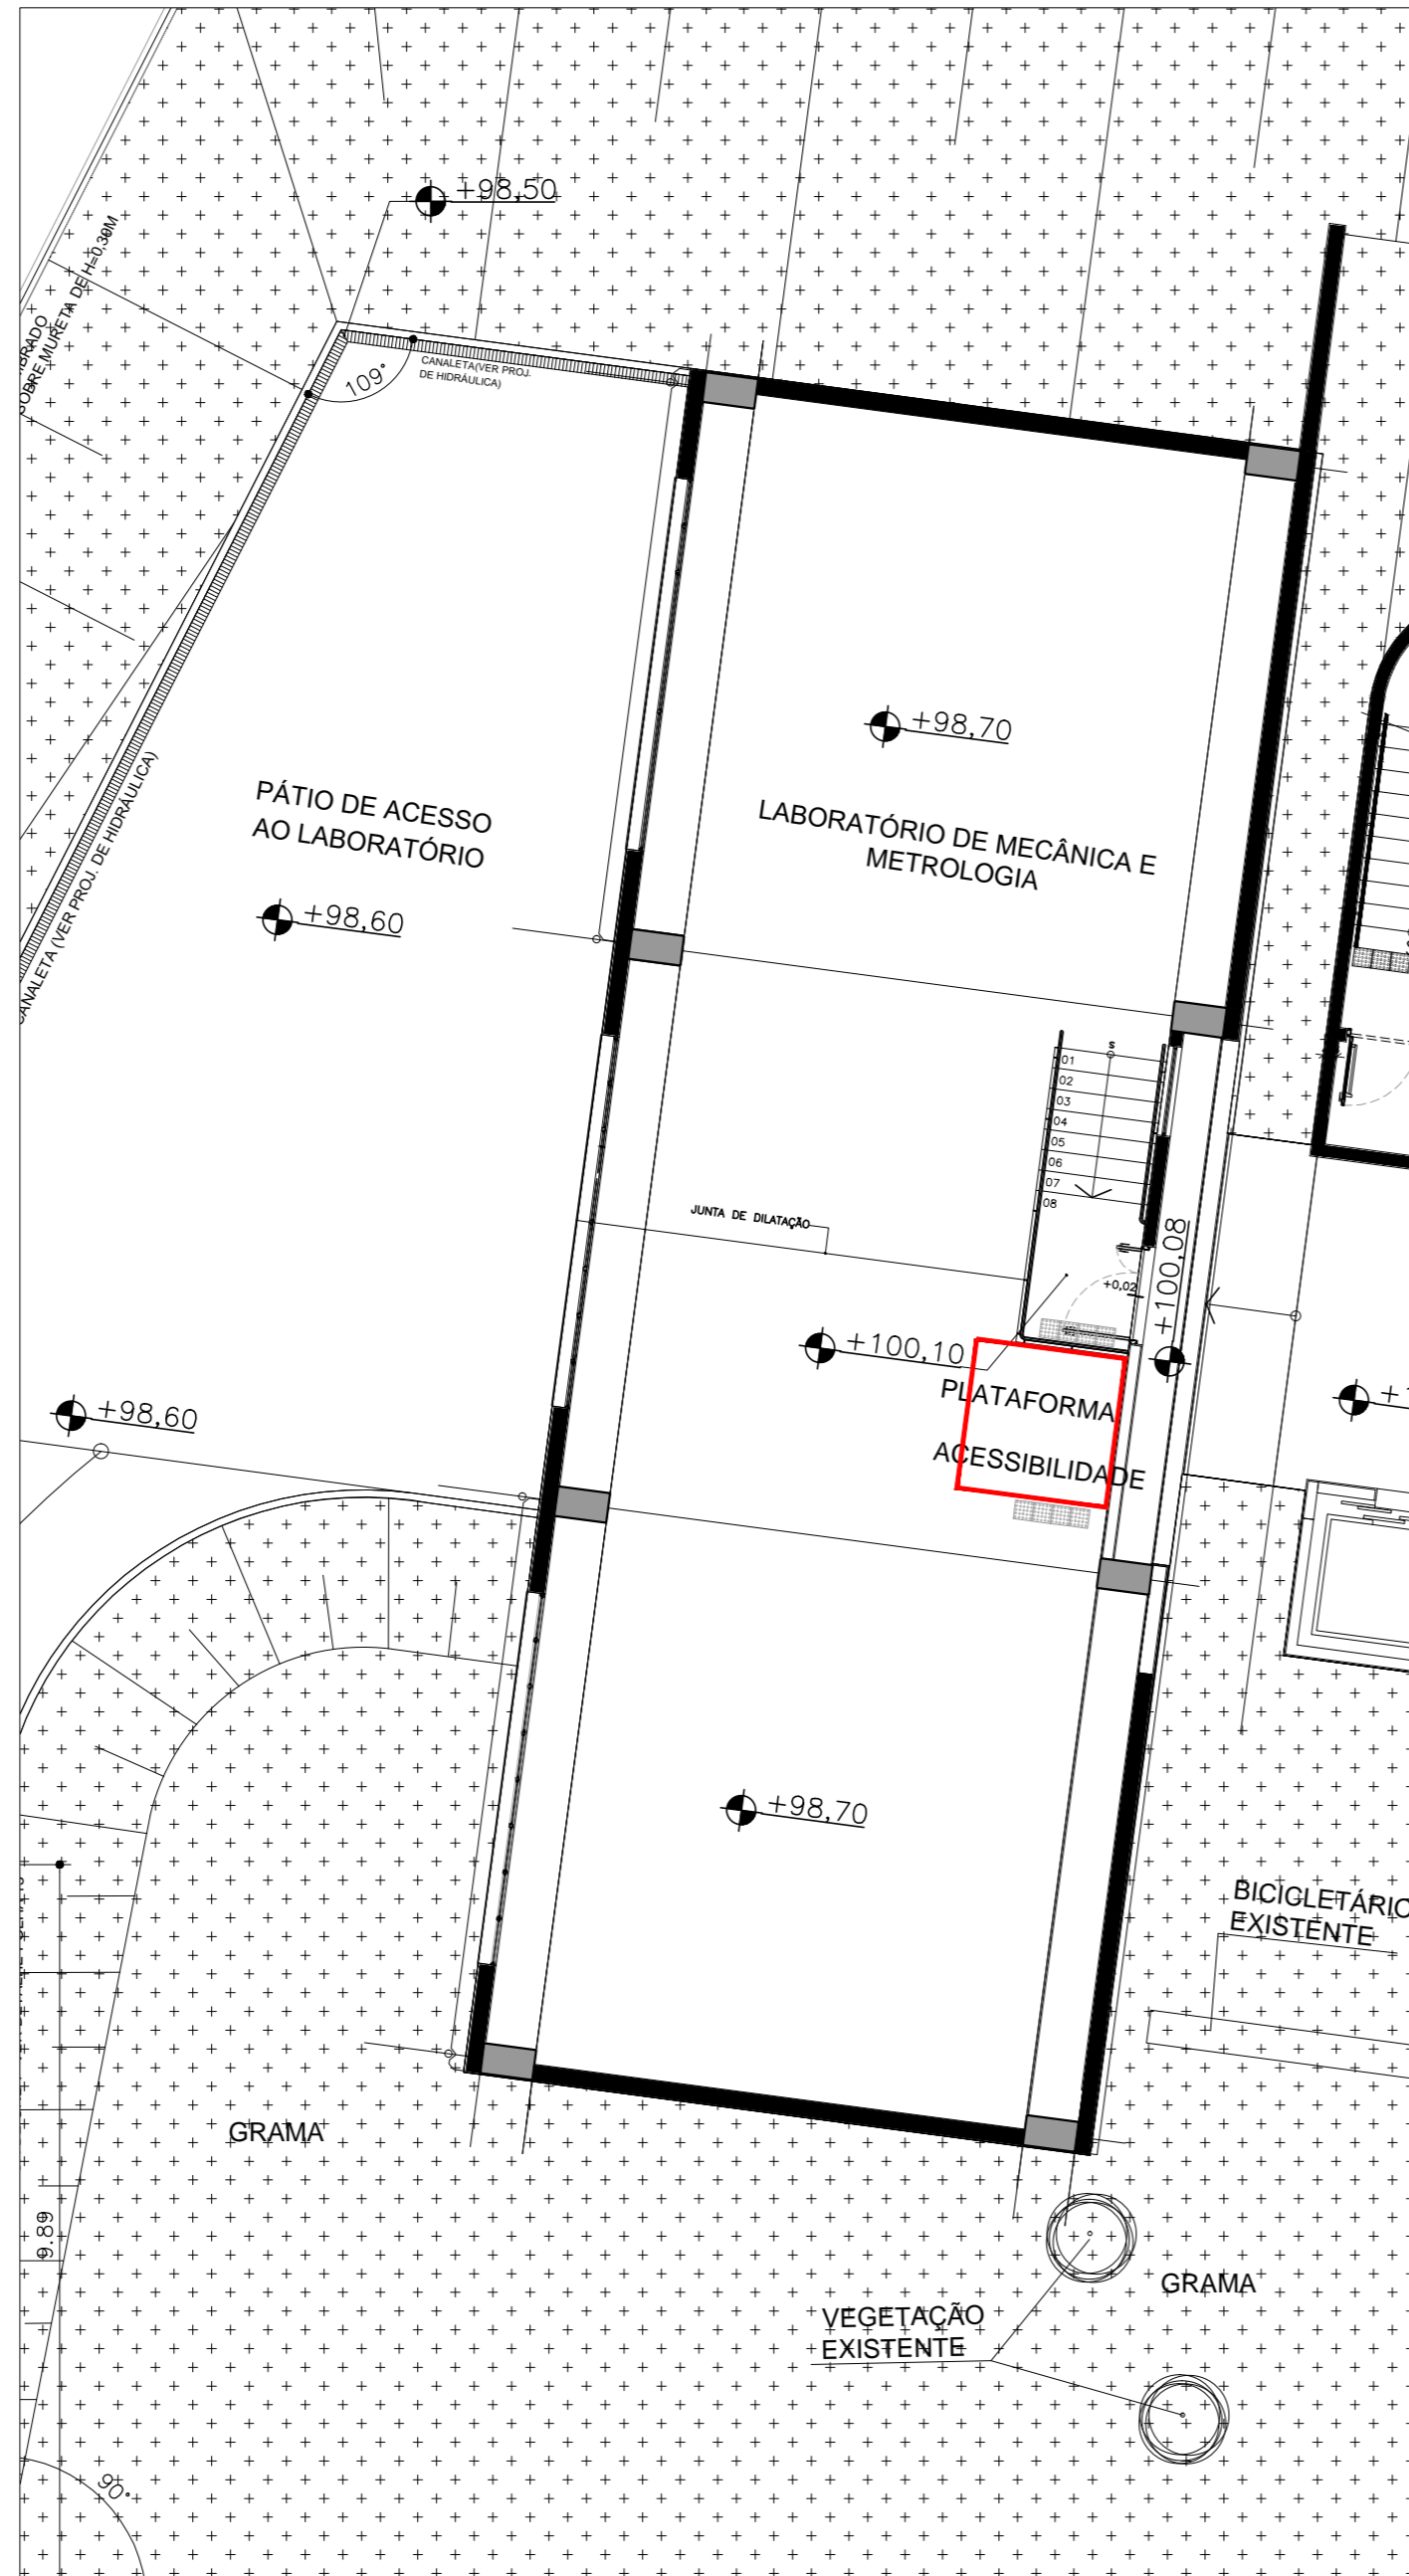 +98,50
SOBRE MURETA DE H=0,30M
109°
CANALETA(VER PROJ.
DE HIDRÁULICA)
+98,70
PÁTIO DE ACESSO
AO LABORATÓRIO
LABORATÓRIO DE MECÂNICA E
METROLOGIA
CANALETA (VER PROJ. DE HIDRÁULICA)
+98,60
S
01
02
03
04
05
06
07
08
JUNTA DE DILATAÇÃO
+100,08
+0,02
+100,10
PLATAFORMA
ACESSIBILIDADE
+98,60
+98,70
BICICLETÁRIO
EXISTENTE
GRAMA
9.89
GRAMA
VEGETAÇÃO
EXISTENTE
90°